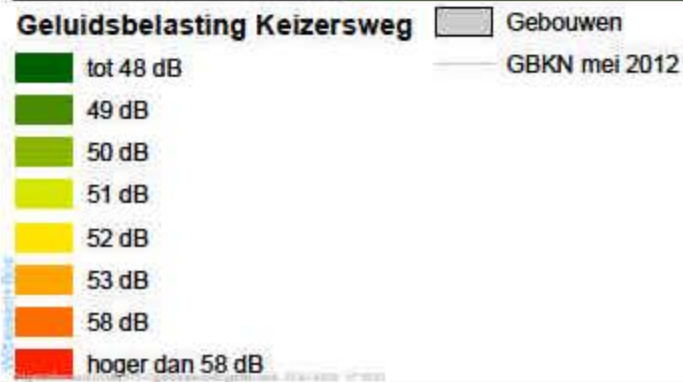 Geluidsbelasting Keizersweg
tot 48 dB
49 dB
50 dB
51 dB
52 dB
53 dB
58 dB
hoger dan 58 dB
Gebouwen
GBKN mei 2012